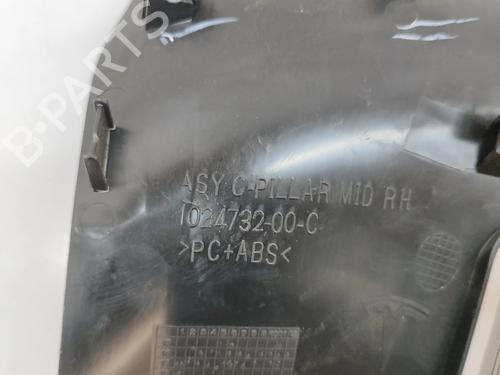 B-PARTS
ASY C-PILLAR MID RH
1024732-00-C
>PC+ABS<